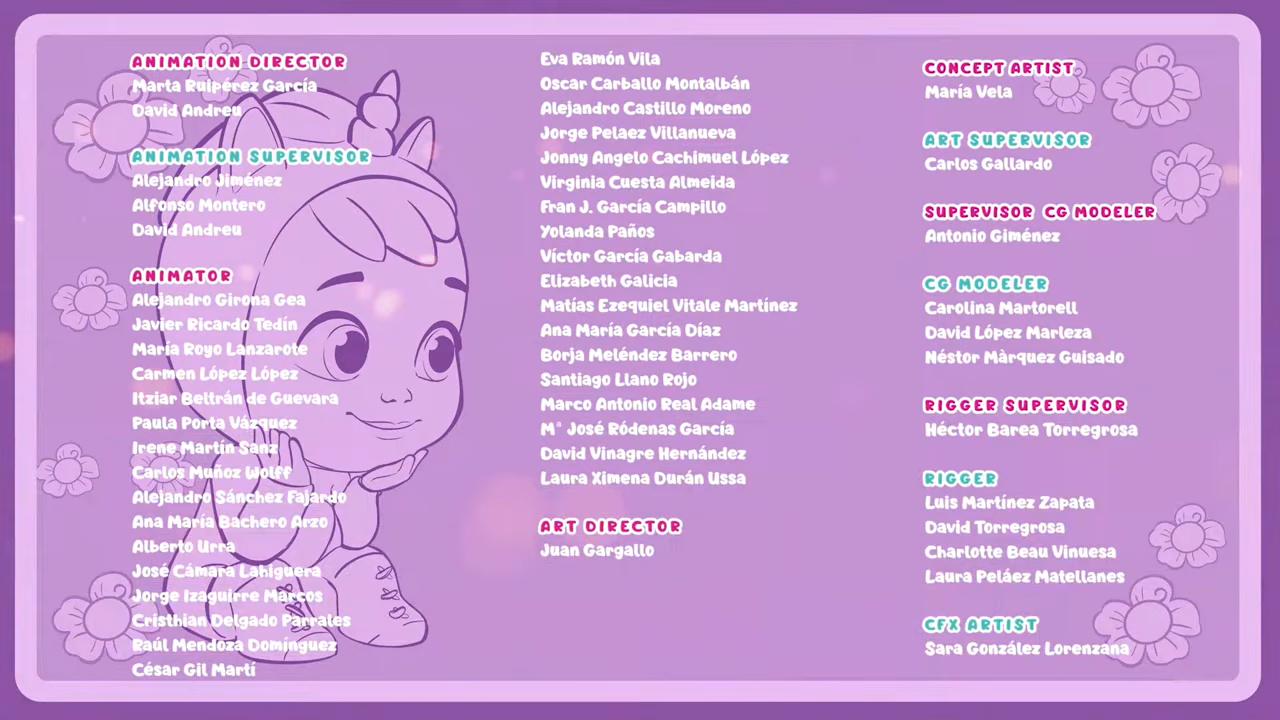 ANIMATION DIRECTOR
Marta Ruipérez García
David Andreu
ANIMATION SUPERVISOR
Alejandro Jiménez
Alfonso Montero
David Andreu
ANIMATOR
Alejandro Girona Gea
Javier Ricardo Tedín
María Royo Lanzarote
Carmen López López
Itziar Beltrán de Guevara
Paula Porta Vázquez
Irene Martín Sanz
Carlos Muñoz Wolff
Alejandro Sánchez Fajardo
Ana María Bachero Arzo
Alberto Urra
José Cámara Lahiguera
Jorge Izaguirre Marcos
Cristhian Delgado Parrales
Raúl Mendoza Domínguez
César Gil Martí
Eva Ramón Vila
Oscar Carballo Montalbán
Alejandro Castillo Moreno
Jorge Pelaez Villanueva
Jonny Angelo Cachimuel López
Virginia Cuesta Almeida
Fran J. García Campillo
Yolanda Paños
Víctor García Gabarda
Elizabeth Galicia
Matías Ezequiel Vitale Martínez
Ana María García Díaz
Borja Meléndez Barrero
Santiago Llano Rojo
Marco Antonio Real Adame
Mª José Ródenas García
David Vinagre Hernández
Laura Ximena Durán Ussa
ART DIRECTOR
Juan Gargallo
CONCEPT ARTIST
María Vela
ART SUPERVISOR
Carlos Gallardo
SUPERVISOR CG MODELER
Antonio Giménez
CG MODELER
Carolina Martorell
David López Marleza
Néstor Màrquez Guisado
RIGGER SUPERVISOR
Héctor Barea Torregrosa
RIGGER
Luis Martínez Zapata
David Torregrosa
Charlotte Beau Vinuesa
Laura Peláez Matellanes
CFX ARTIST
Sara González Lorenzana